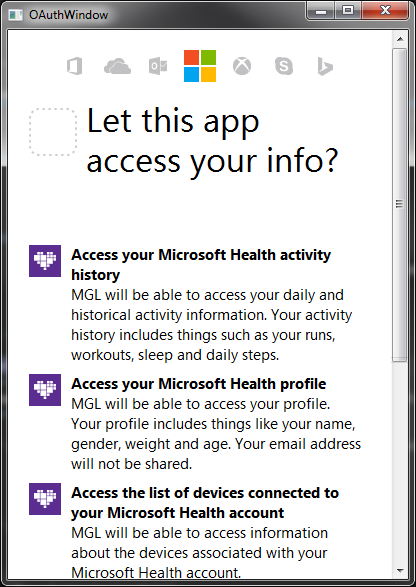 OAuthWindow
Let this app
access your info?
Access your Microsoft Health activity
history
MGL will be able to access your daily and
historical activity information. Your activity
history includes things such as your runs,
workouts, sleep and daily steps.
Access your Microsoft Health profile
MGL will be able to access your profile.
Your profile includes things like your name,
gender, weight and age. Your email address
will not be shared.
Access the list of devices connected to
your Microsoft Health account
MGL will be able to access information
about the devices associated with your
Microsoft Health account.